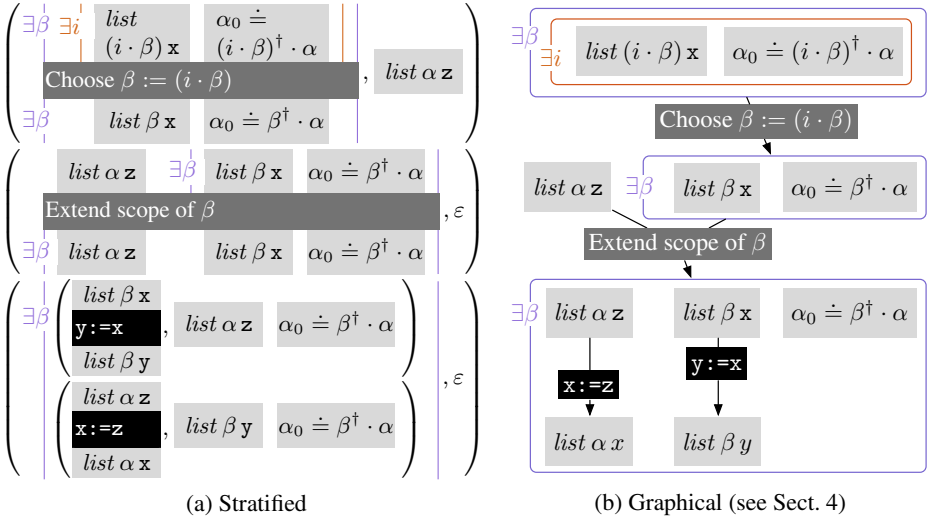 ∃β ∃i list (i · β) x α₀ ≐ (i · β)† · α
Choose β := (i · β) , list α z
∃β list β x α₀ ≐ β† · α
list α z ∃β list β x α₀ ≐ β† · α
Extend scope of β , ε
∃β list α z list β x α₀ ≐ β† · α
∃β list β x
y:=x , list α z α₀ ≐ β† · α
list β y
, ε
list α z
x:=z , list β y α₀ ≐ β† · α
list α x
(a) Stratified
∃β ∃i list (i · β) x α₀ ≐ (i · β)† · α
Choose β := (i · β)
list α z ∃β list β x α₀ ≐ β† · α
Extend scope of β
∃β list α z list β x α₀ ≐ β† · α
y:=x
x:=z
list α x list β y
(b) Graphical (see Sect. 4)